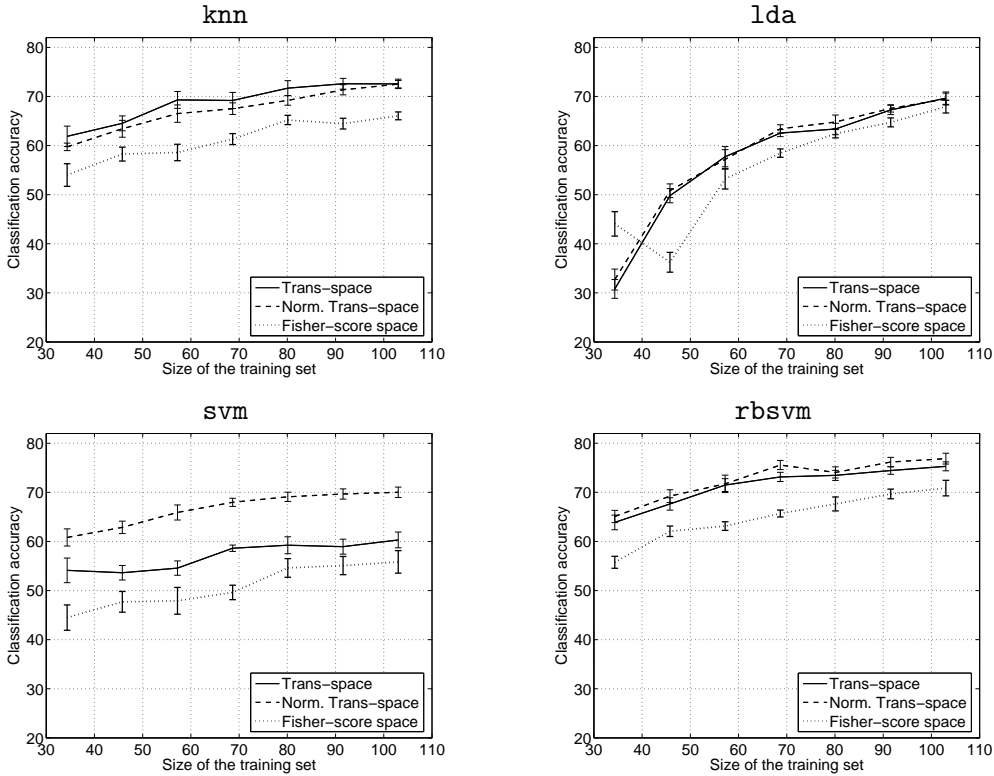 knn
80
70
60
50
40
30
20
Classification accuracy
Trans−space
Norm. Trans−space
Fisher−score space
30 40 50 60 70 80 90 100 110
Size of the training set
lda
80
70
60
50
40
30
20
Classification accuracy
Trans−space
Norm. Trans−space
Fisher−score space
30 40 50 60 70 80 90 100 110
Size of the training set
svm
80
70
60
50
40
30
20
Classification accuracy
Trans−space
Norm. Trans−space
Fisher−score space
30 40 50 60 70 80 90 100 110
Size of the training set
rbsvm
80
70
60
50
40
30
20
Classification accuracy
Trans−space
Norm. Trans−space
Fisher−score space
30 40 50 60 70 80 90 100 110
Size of the training set